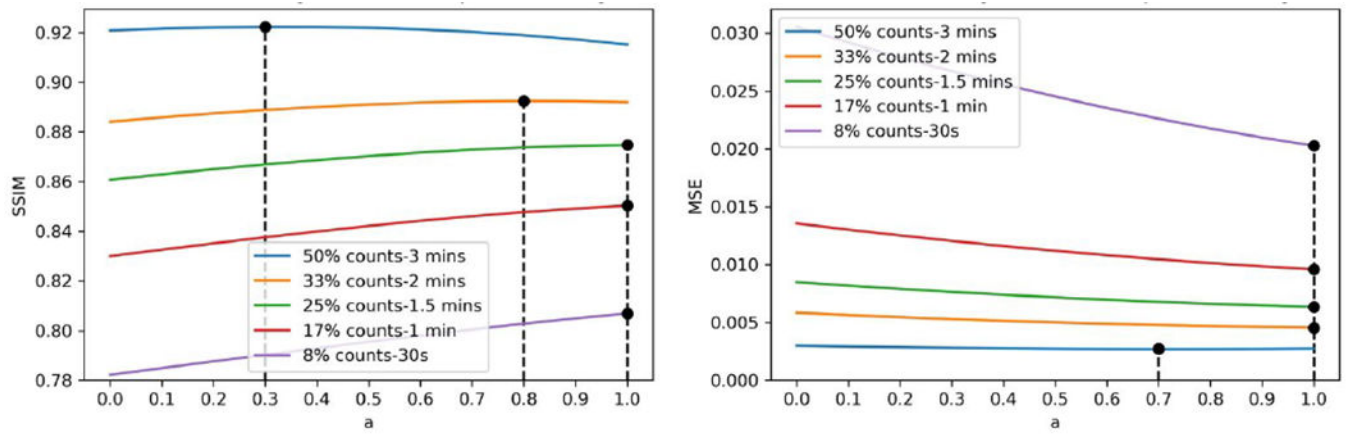 0.92
0.90
0.88
0.86
0.84
0.82
0.80
0.78
SSIM
50% counts-3 mins
33% counts-2 mins
25% counts-1.5 mins
17% counts-1 min
8% counts-30s
0.0 0.1 0.2 0.3 0.4 0.5 0.6 0.7 0.8 0.9 1.0
a
0.030
0.025
0.020
0.015
0.010
0.005
0.000
MSE
50% counts-3 mins
33% counts-2 mins
25% counts-1.5 mins
17% counts-1 min
8% counts-30s
0.0 0.1 0.2 0.3 0.4 0.5 0.6 0.7 0.8 0.9 1.0
a